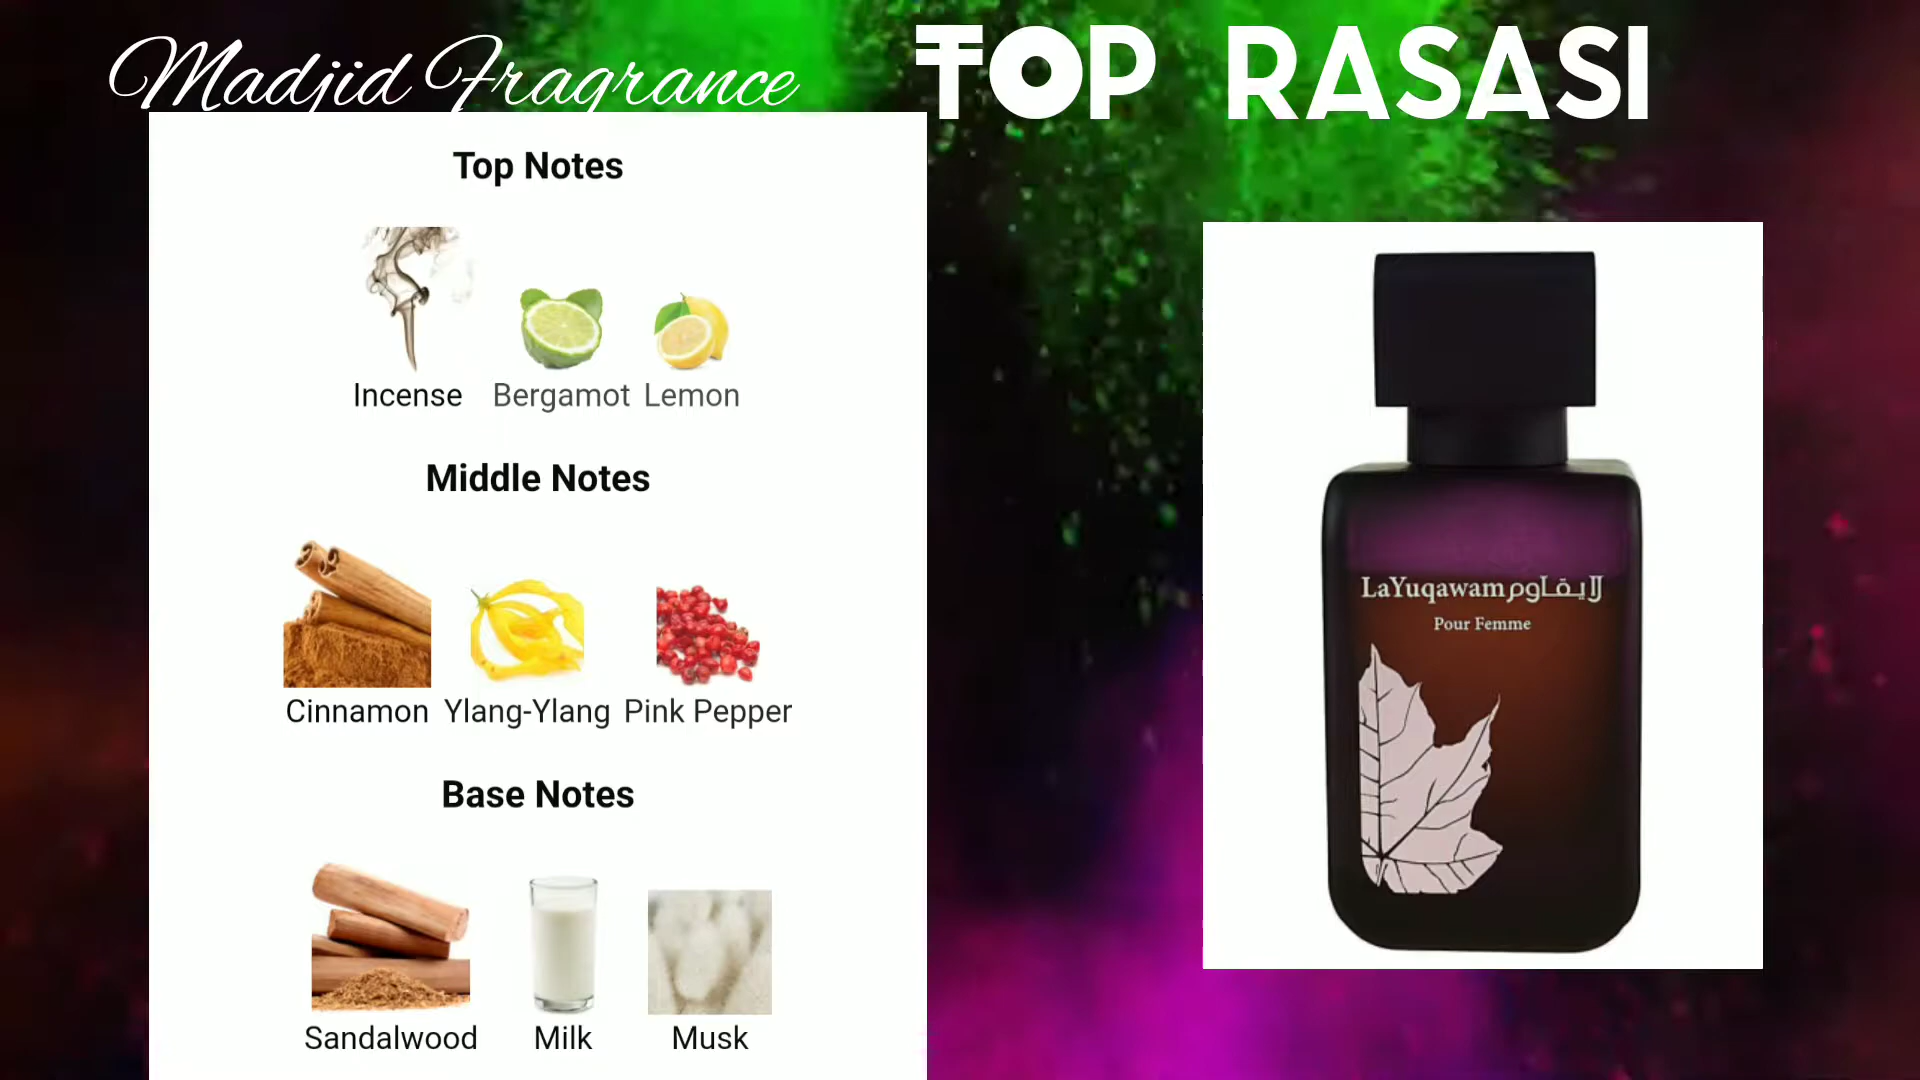 Madjid Fragrance
TOP RASASI
Top Notes
Incense Bergamot Lemon
Middle Notes
Cinnamon Ylang-Ylang Pink Pepper
Base Notes
Sandalwood Milk Musk
LaYuqawam لايقاوم
Pour Femme